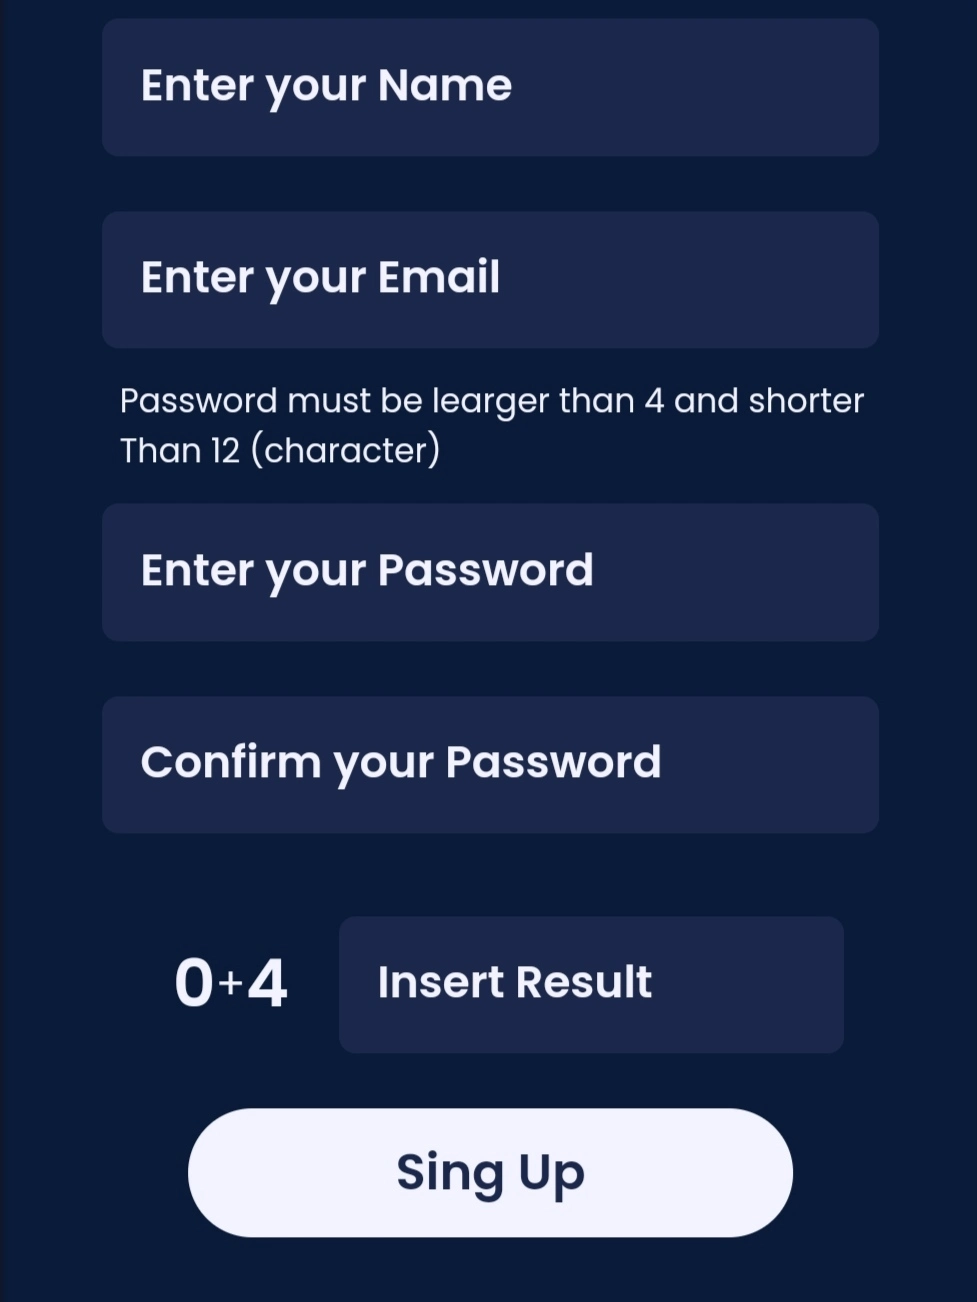 Enter your Name
Enter your Email
Password must be learger than 4 and shorter
Than 12 (character)
Enter your Password
Confirm your Password
0+4
Insert Result
Sing Up